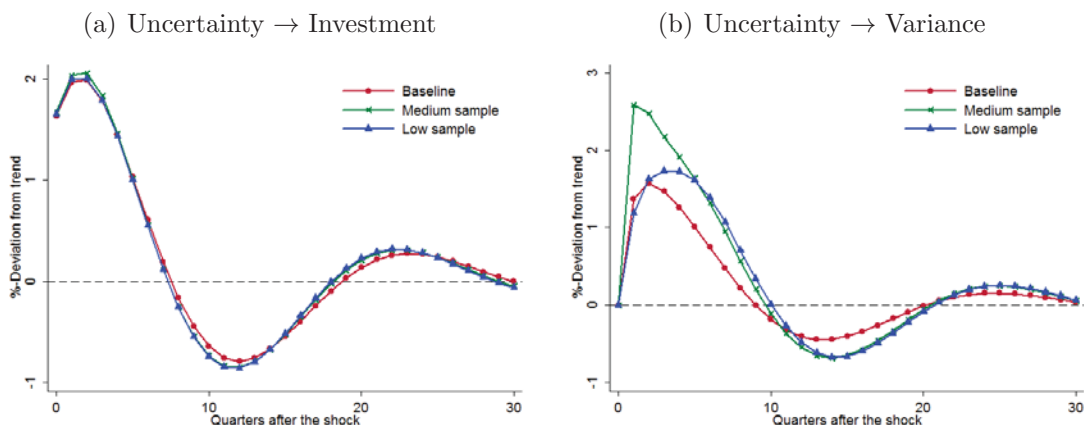 (a) Uncertainty → Investment
(b) Uncertainty → Variance
%-Deviation from trend
2
1
0
-1
Baseline
Medium sample
Low sample
0
10
20
30
Quarters after the shock
%-Deviation from trend
3
2
1
0
-1
Baseline
Medium sample
Low sample
0
10
20
30
Quarters after the shock